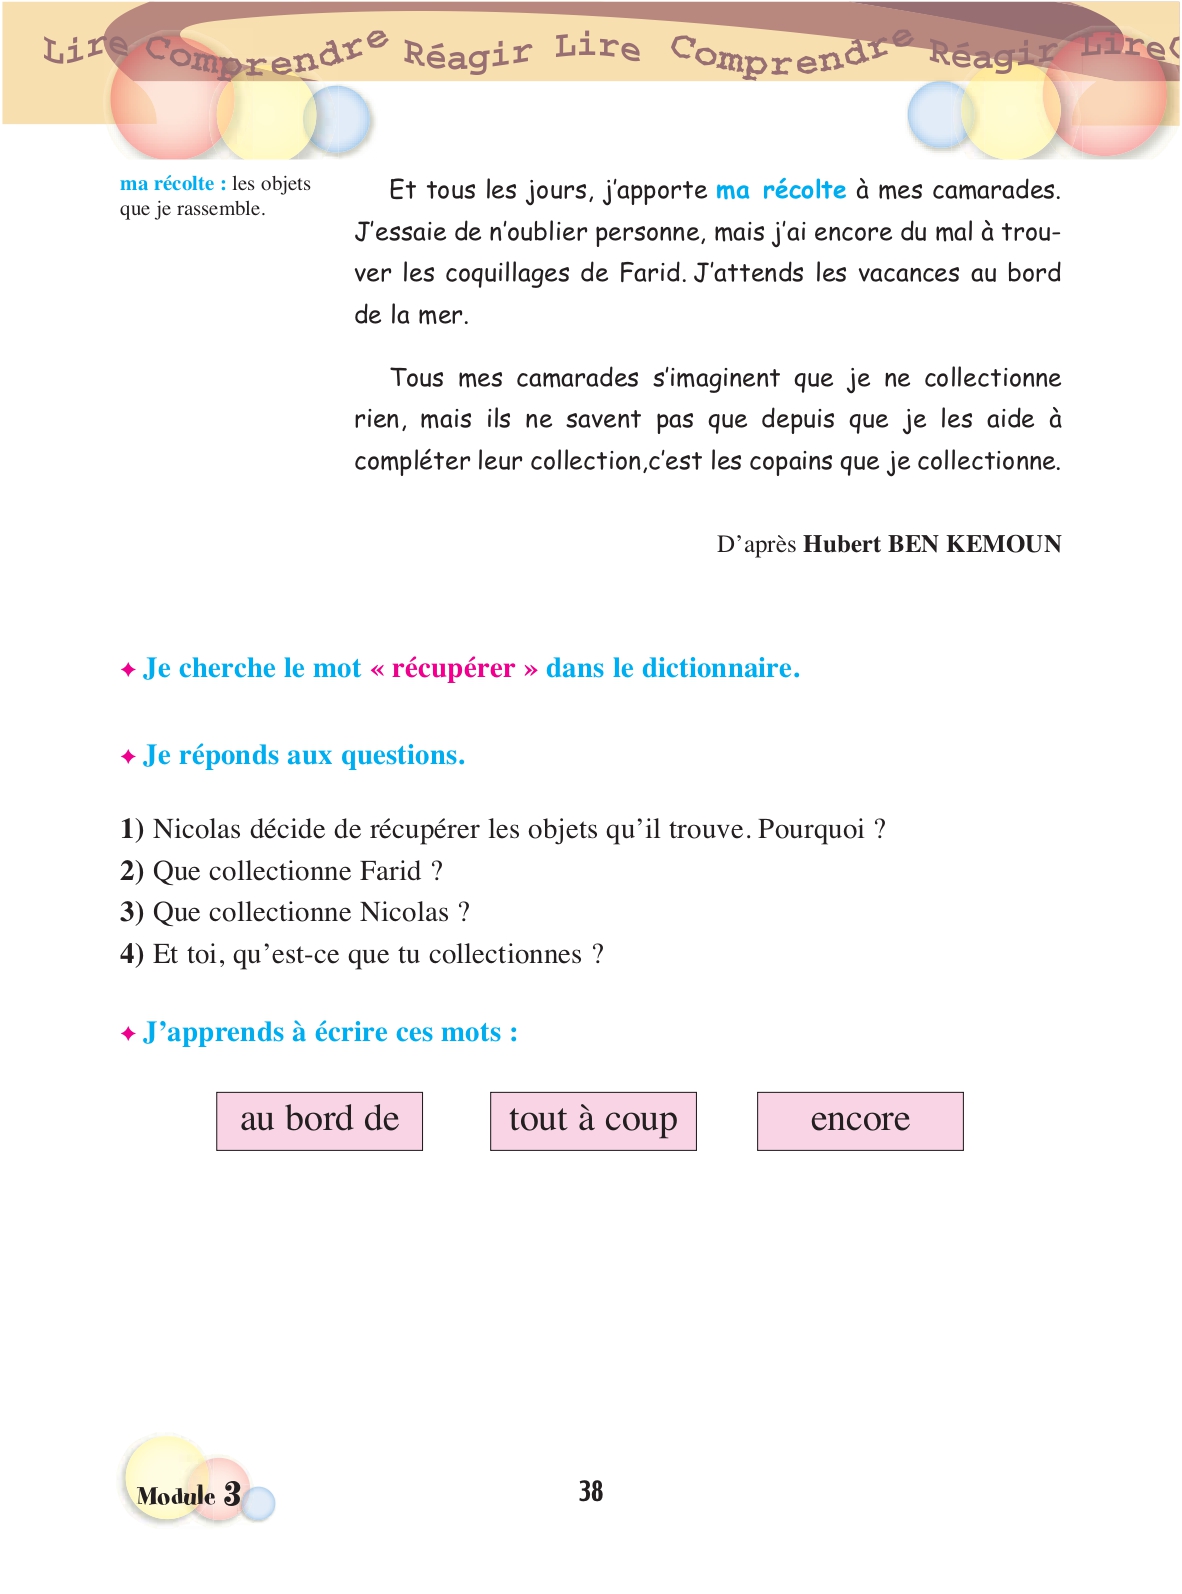 Lire Comprendre Réagir Lire Comprendre Réagir LireC
ma récolte : les objets
que je rassemble.
Et tous les jours, j’apporte ma récolte à mes camarades.
J’essaie de n’oublier personne, mais j’ai encore du mal à trou-
ver les coquillages de Farid. J’attends les vacances au bord
de la mer.
Tous mes camarades s’imaginent que je ne collectionne
rien, mais ils ne savent pas que depuis que je les aide à
compléter leur collection,c’est les copains que je collectionne.
D’après Hubert BEN KEMOUN
✦ Je cherche le mot « récupérer » dans le dictionnaire.
✦ Je réponds aux questions.
1) Nicolas décide de récupérer les objets qu’il trouve. Pourquoi ?
2) Que collectionne Farid ?
3) Que collectionne Nicolas ?
4) Et toi, qu’est-ce que tu collectionnes ?
✦ J’apprends à écrire ces mots :
au bord de tout à coup encore
Module 3
38